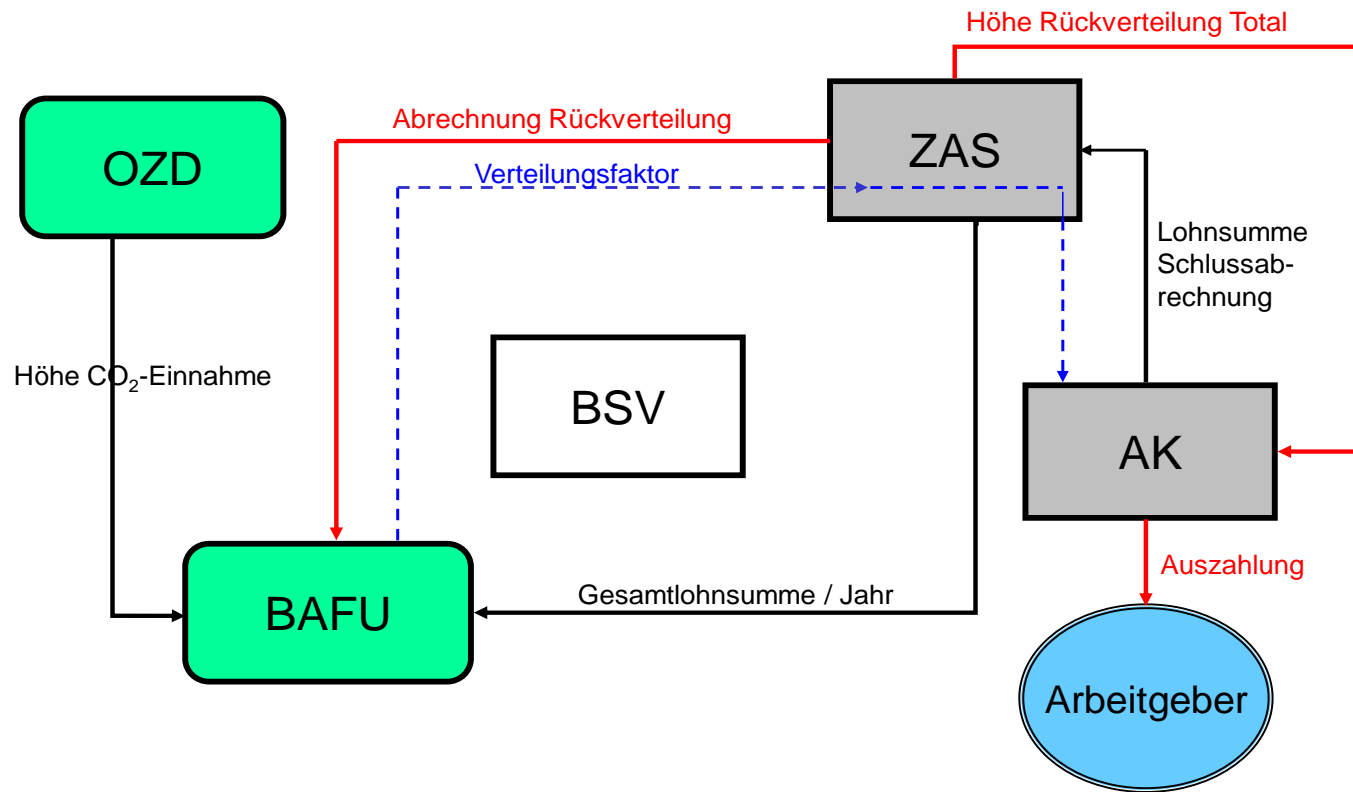 Höhe Rückverteilung Total
Abrechnung Rückverteilung
OZD
ZAS
Verteilungsfaktor
Lohnsumme
Schlussab-
rechnung
Höhe CO₂-Einnahme
BSV
AK
Auszahlung
Gesamtlohnsumme / Jahr
BAFU
Arbeitgeber